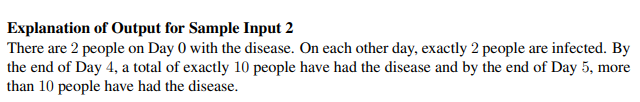 Explanation of Output for Sample Input 2
There are 2 people on Day 0 with the disease. On each other day, exactly 2 people are infected. By
the end of Day 4, a total of exactly 10 people have had the disease and by the end of Day 5, more
than 10 people have had the disease.